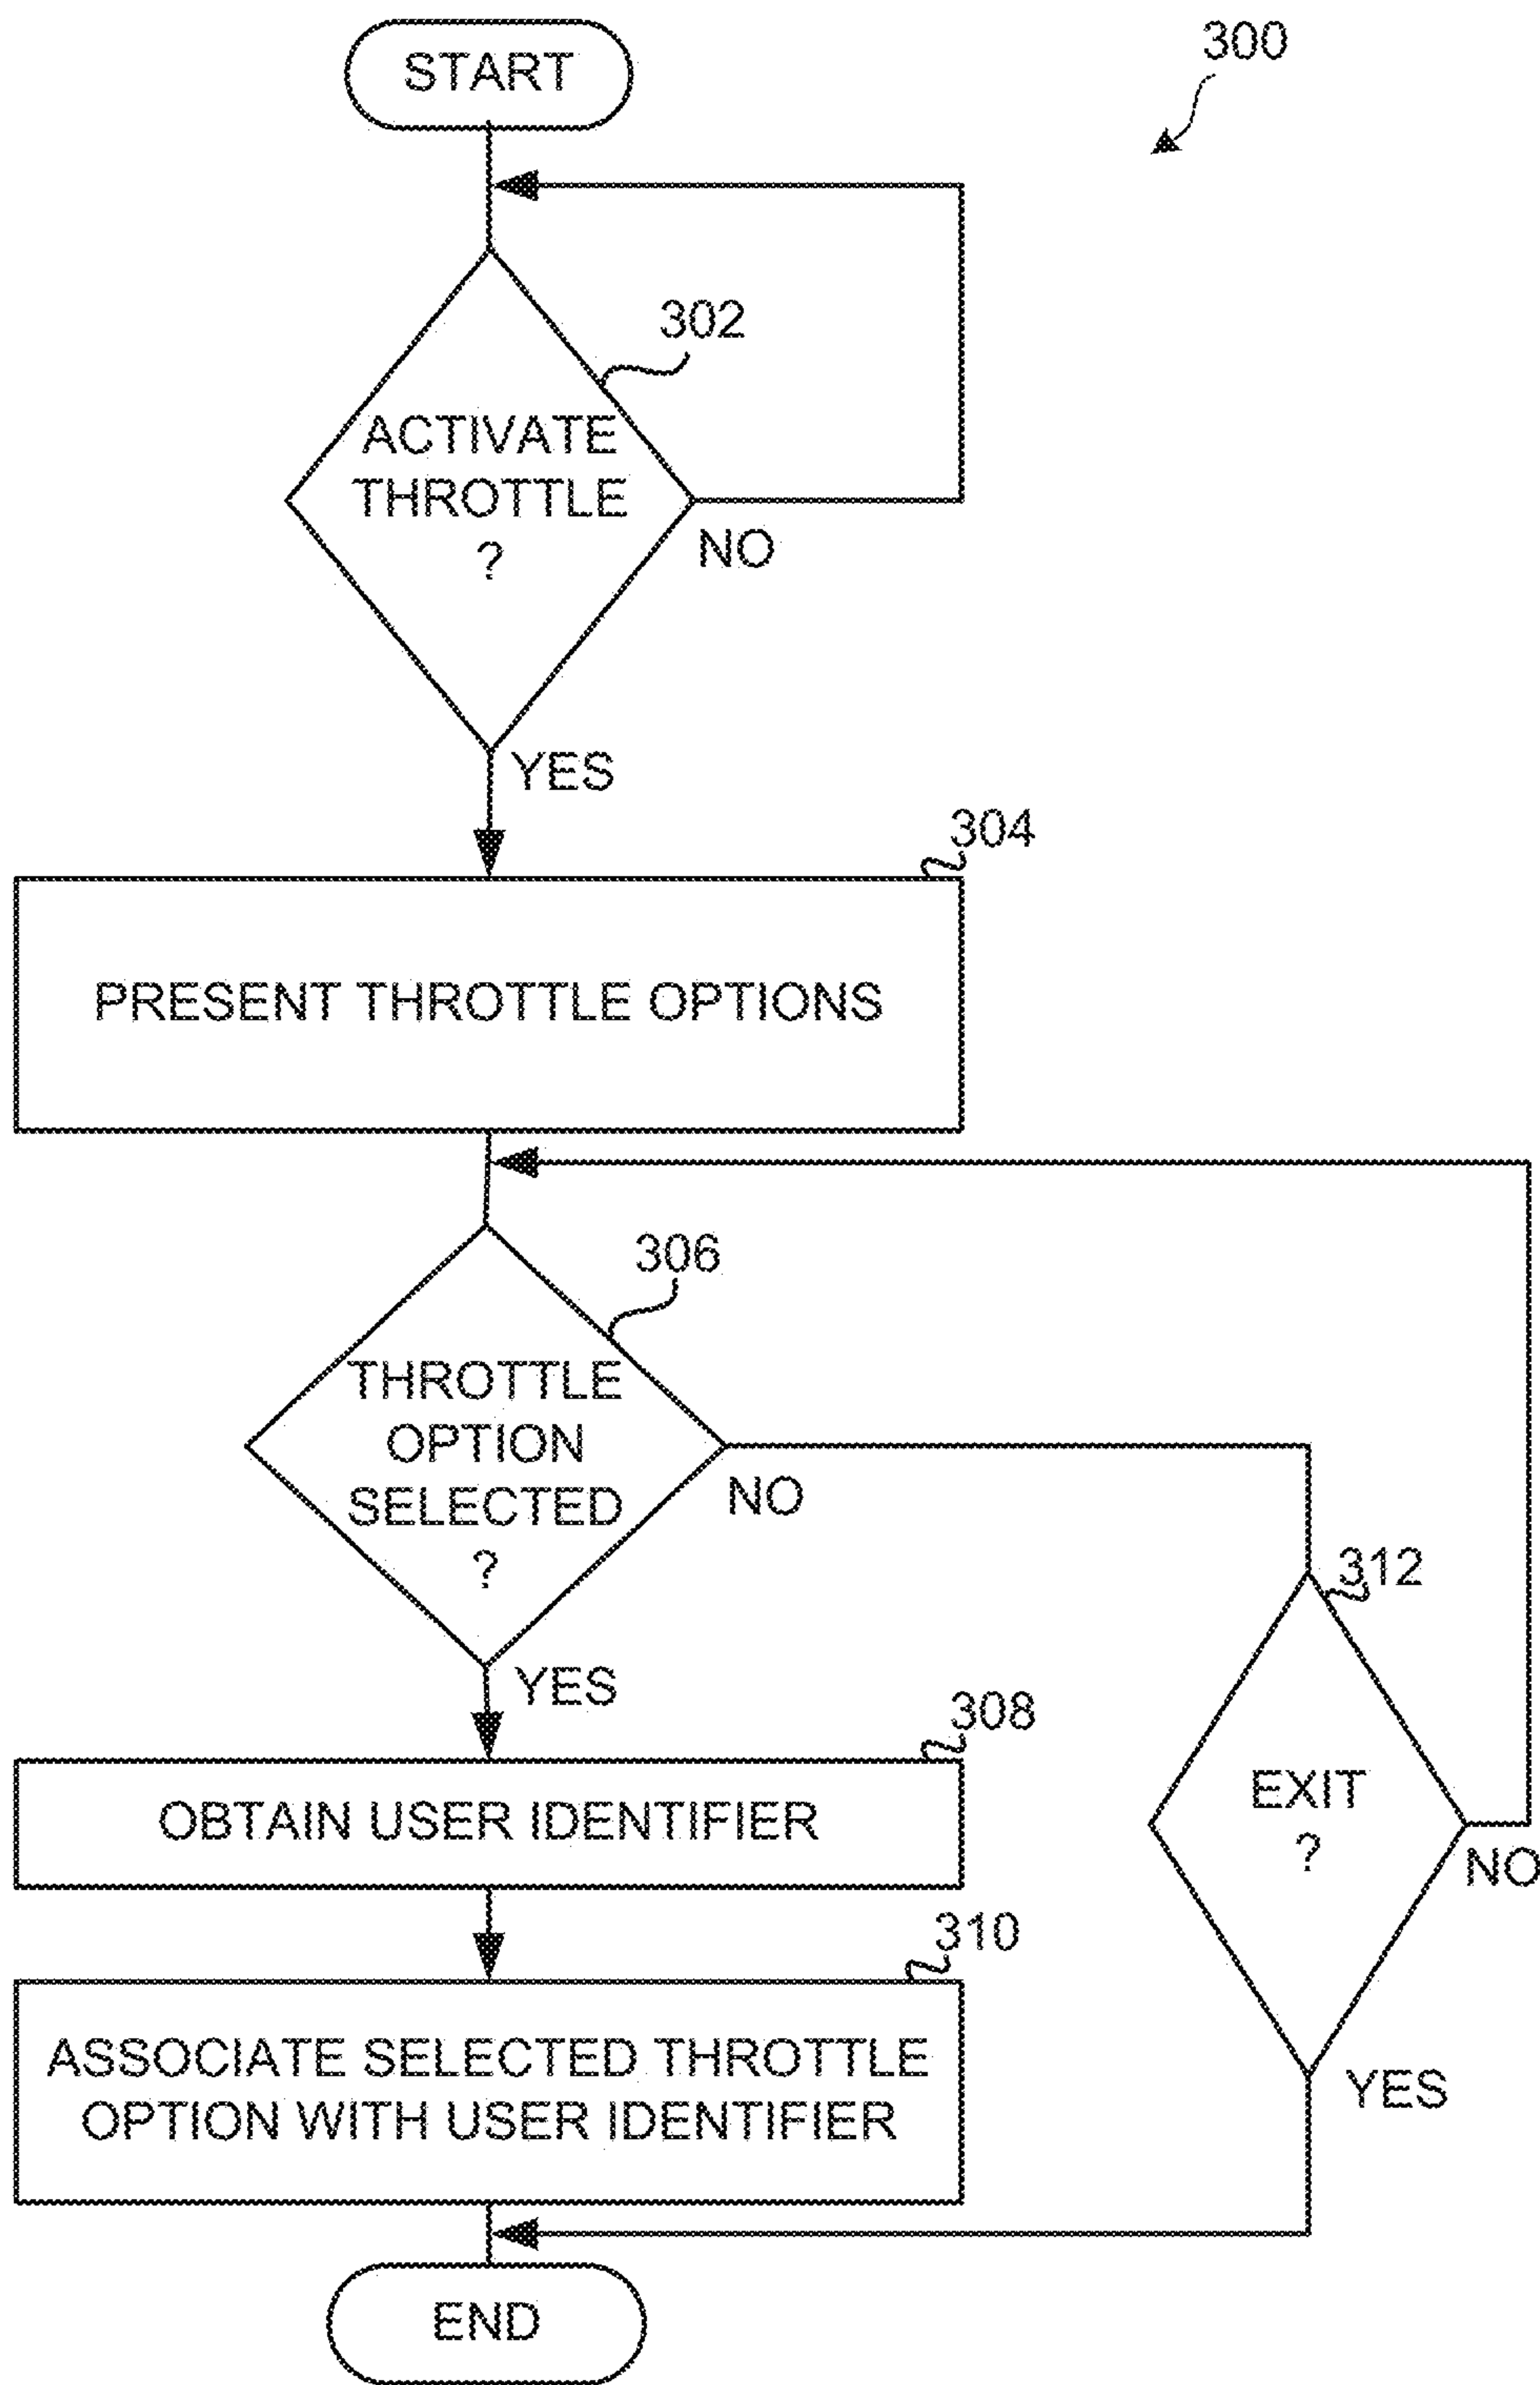 START
300
302
ACTIVATE
THROTTLE
?
NO
YES
304
PRESENT THROTTLE OPTIONS
306
THROTTLE
OPTION
SELECTED
?
NO
YES
312
EXIT
?
NO
YES
308
OBTAIN USER IDENTIFIER
310
ASSOCIATE SELECTED THROTTLE
OPTION WITH USER IDENTIFIER
END